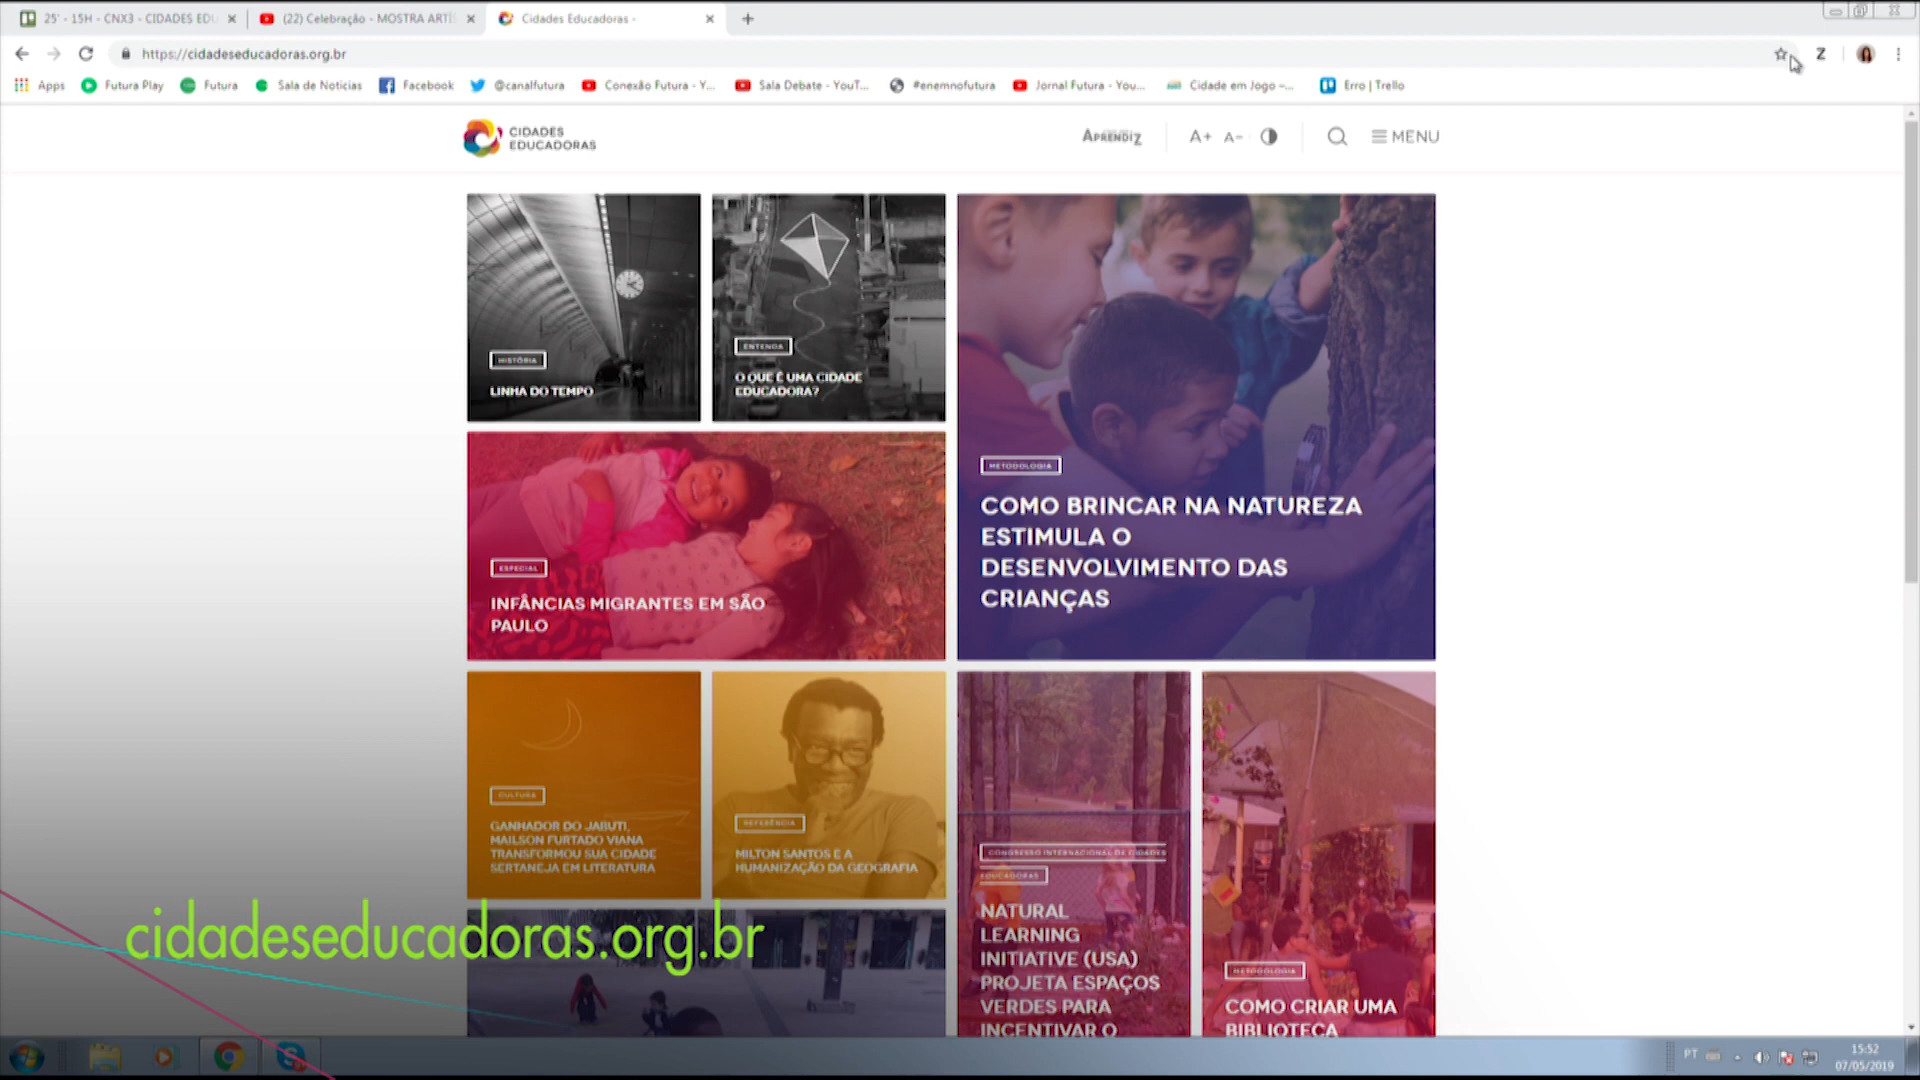 25' - 15H - CNX3 - CIDADES EDU
(22) Celebração - MOSTRA ARTÍS
Cidades Educadoras -
https://cidadeseducadoras.org.br
Z
Apps
Futura Play
Futura
Sala de Noticias
Facebook
@canalfutura
Conexão Futura - Y...
Sala Debate - YouT...
#enemnofutura
Jornal Futura - You...
Cidade em Jogo –...
Erro | Trello
CIDADES
EDUCADORAS
APRENDIZ
A+
A-
MENU
HISTÓRIA
LINHA DO TEMPO
ENTENDA
O QUE É UMA CIDADE
EDUCADORA?
METODOLOGIA
COMO BRINCAR NA NATUREZA
ESTIMULA O
DESENVOLVIMENTO DAS
CRIANÇAS
ESPECIAL
INFÂNCIAS MIGRANTES EM SÃO
PAULO
CULTURA
GANHADOR DO JABUTI,
MAILSON FURTADO VIANA
TRANSFORMOU SUA CIDADE
SERTANEJA EM LITERATURA
REFERÊNCIA
MILTON SANTOS E A
HUMANIZAÇÃO DA GEOGRAFIA
CONGRESSO INTERNACIONAL DE CIDADES
EDUCADORAS
NATURAL
LEARNING
INITIATIVE (USA)
PROJETA ESPAÇOS
VERDES PARA
INCENTIVAR O
METODOLOGIA
COMO CRIAR UMA
BIBLIOTECA
cidadeseducadoras.org.br
PT
15:52
07/05/2019